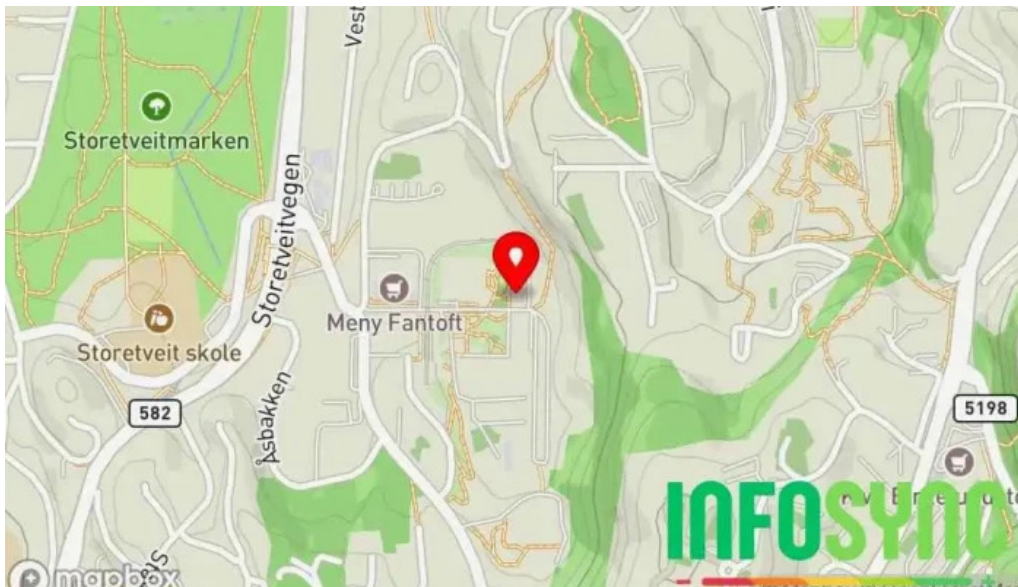 Vest
Storetveitmarken
Storetveitvegen
Meny Fantoft
Storetveit skole
582
Åsbakken
5198
INFOSYNC
mapbox